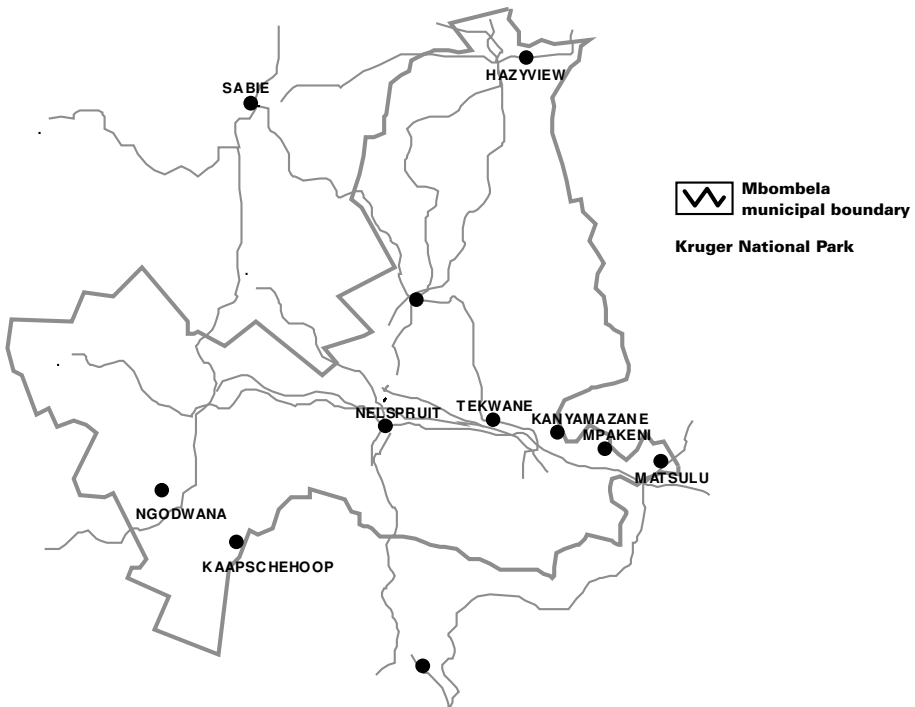 HAZYVIEW
SABIE
Mbombela
municipal boundary
Kruger National Park
TEKWANE
NELSPRUIT
KANYAMAZANE
MPAKENI
MATSULU
NGODWANA
KAAPSCHEHOOP